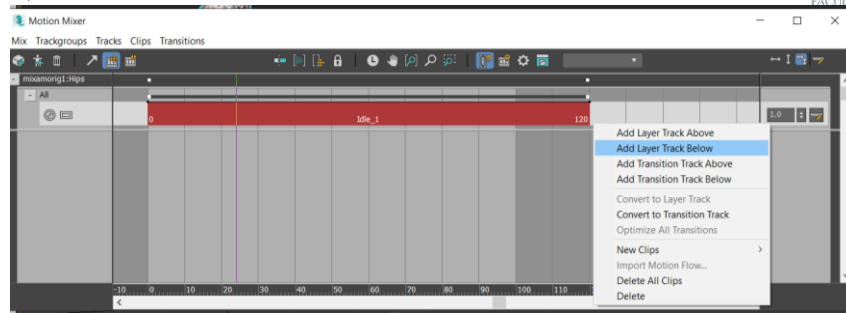 Motion Mixer
Mix Trackgroups Tracks Clips Transitions
mixamorig1:Hips
All
0 Idle_1 120
1.0
Add Layer Track Above
Add Layer Track Below
Add Transition Track Above
Add Transition Track Below
Convert to Layer Track
Convert to Transition Track
Optimize All Transitions
New Clips
Import Motion Flow...
Delete All Clips
Delete
-10 0 10 20 30 40 50 60 70 80 90 100 110